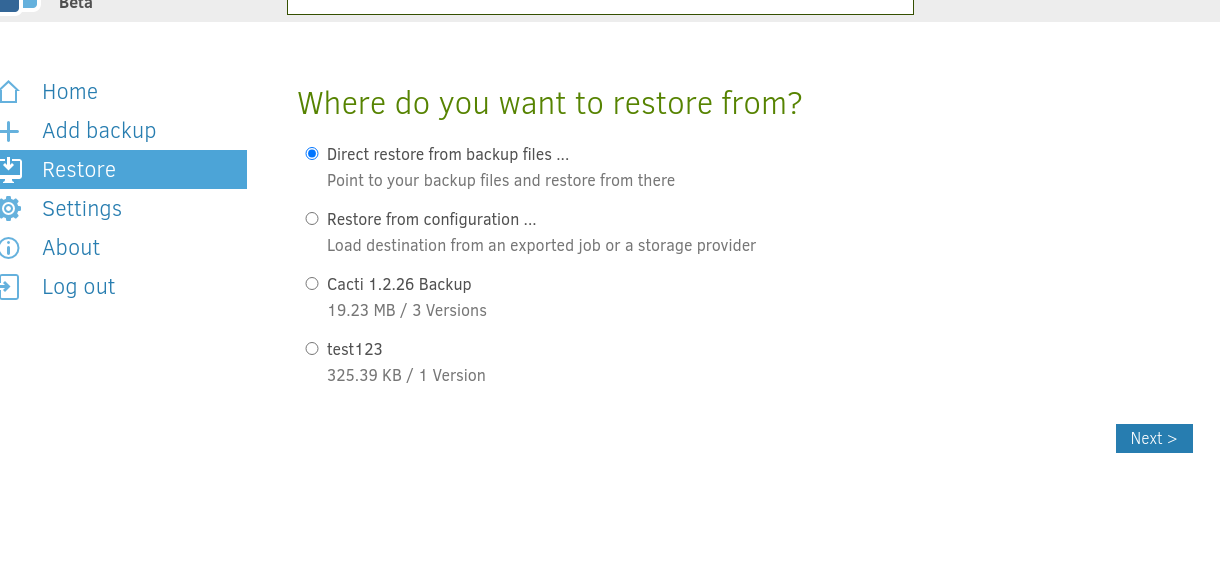 Beta
Home
Add backup
Restore
Settings
About
Log out
Where do you want to restore from?
Direct restore from backup files ...
Point to your backup files and restore from there
Restore from configuration ...
Load destination from an exported job or a storage provider
Cacti 1.2.26 Backup
19.23 MB / 3 Versions
test123
325.39 KB / 1 Version
Next >